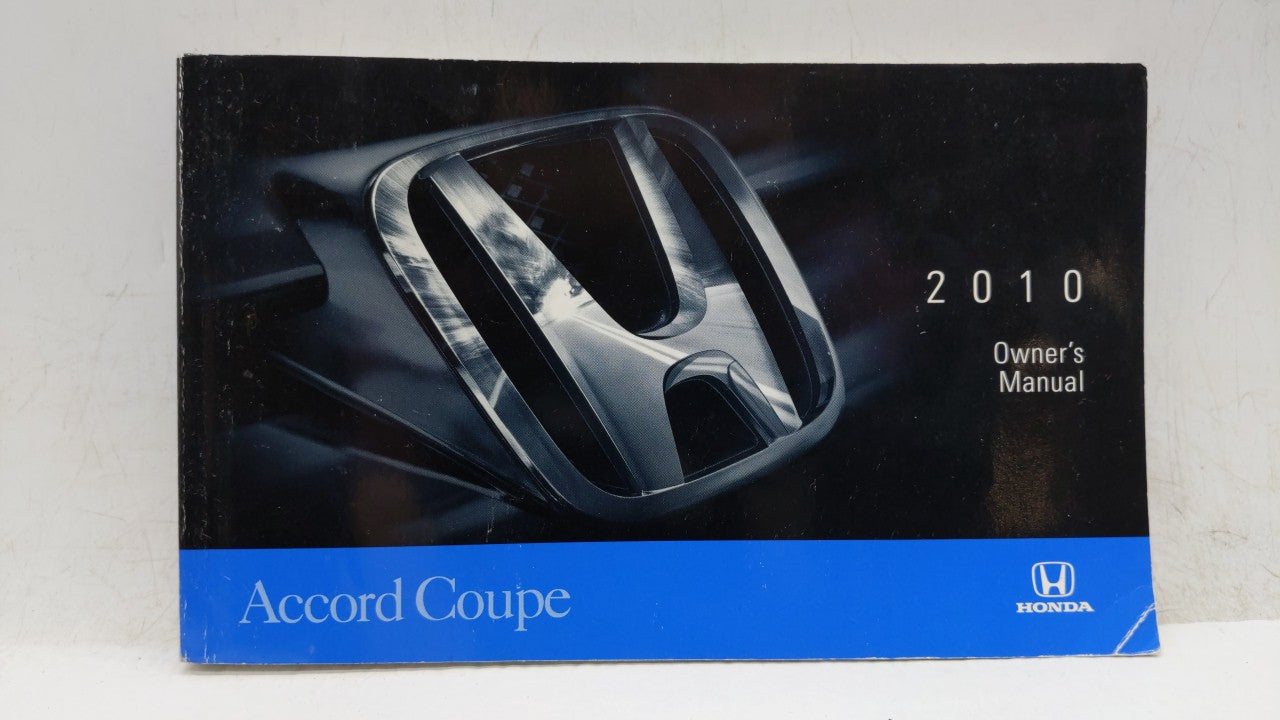 2010
Owner's
Manual
Accord Coupe
HONDA